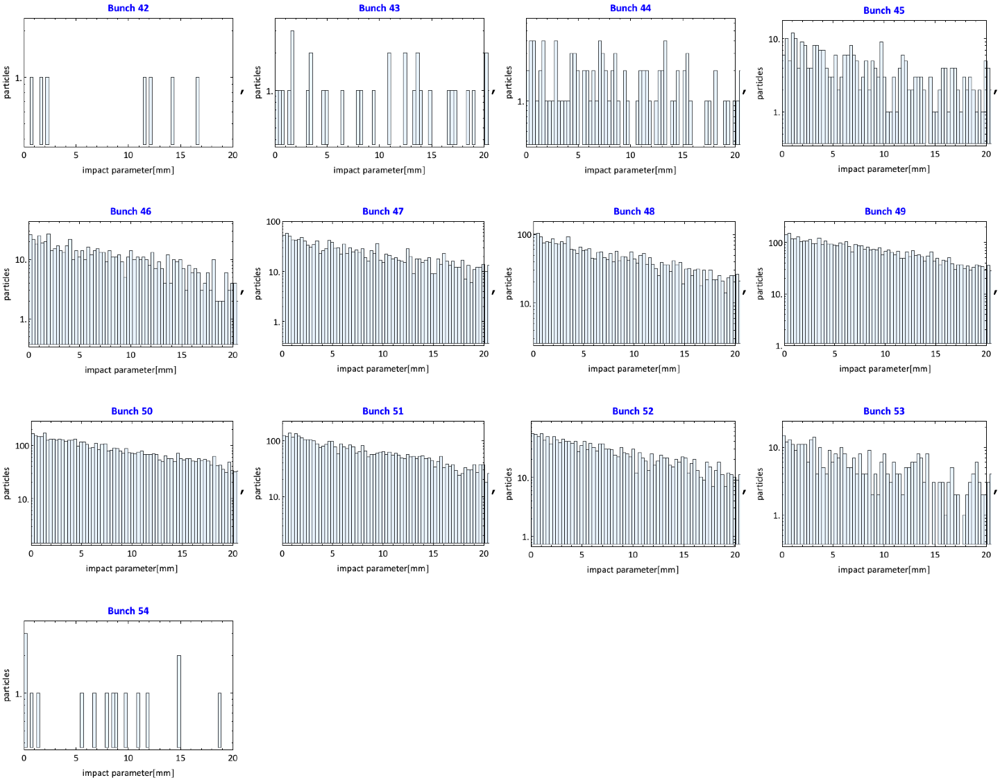 Bunch 42
particles
1.
0 5 10 15 20
impact parameter[mm]
,
Bunch 43
particles
1.
0 5 10 15 20
impact parameter[mm]
,
Bunch 44
particles
1.
0 5 10 15 20
impact parameter[mm]
,
Bunch 45
particles
10.
1.
0 5 10 15 20
impact parameter[mm]
,
Bunch 46
particles
10.
1.
0 5 10 15 20
impact parameter[mm]
,
Bunch 47
particles
100
10.
1.
0 5 10 15 20
impact parameter[mm]
,
Bunch 48
particles
100
10.
0 5 10 15 20
impact parameter[mm]
,
Bunch 49
particles
100
10.
1.
0 5 10 15 20
impact parameter[mm]
,
Bunch 50
particles
100
10.
0 5 10 15 20
impact parameter[mm]
,
Bunch 51
particles
100
10.
0 5 10 15 20
impact parameter[mm]
,
Bunch 52
particles
10.
1.
0 5 10 15 20
impact parameter[mm]
,
Bunch 53
particles
10.
1.
0 5 10 15 20
impact parameter[mm]
,
Bunch 54
particles
1.
0 5 10 15 20
impact parameter[mm]